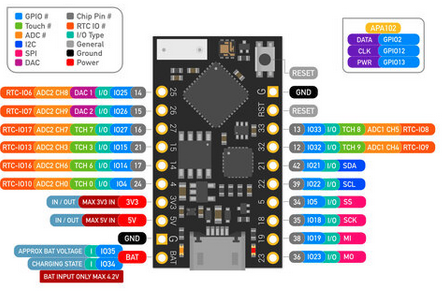 GPIO #
Touch #
ADC #
I2C
SPI
DAC
Chip Pin #
RTC IO #
I/O Type
General
Ground
Power
APA102
DATA GPIO2
CLK GPIO12
PWR GPIO13
RESET
RTC-IO6 ADC2 CH8 DAC 1 I/O IO25 14
25
G
GND
RTC-IO7 ADC2 CH9 DAC 2 I/O IO26 15
26
RST
RESET
RTC-IO17 ADC2 CH7 TCH 7 I/O IO27 16
27
33
13 IO33 I/O TCH 8 ADC1 CH5 RTC-IO8
RTC-IO13 ADC2 CH3 TCH 3 I/O IO15 21
15
32
12 IO32 I/O TCH 9 ADC1 CH4 RTC-IO9
RTC-IO16 ADC2 CH6 TCH 6 I/O IO14 17
14
21
42 IO21 I/O SDA
RTC-IO10 ADC2 CH0 I/O IO4 24
4
22
39 IO22 I/O SCL
IN / OUT MAX 3V3 IN 3V3
3V3
5
34 IO5 I/O SS
IN / OUT MAX 5V IN 5V
5V
18
35 IO18 I/O SCK
GND
G
19
38 IO19 I/O MI
APPROX BAT VOLTAGE I IO35
CHARGING STATE I IO34
BAT
BAT
23
36 IO23 I/O MO
BAT INPUT ONLY MAX 4.2V